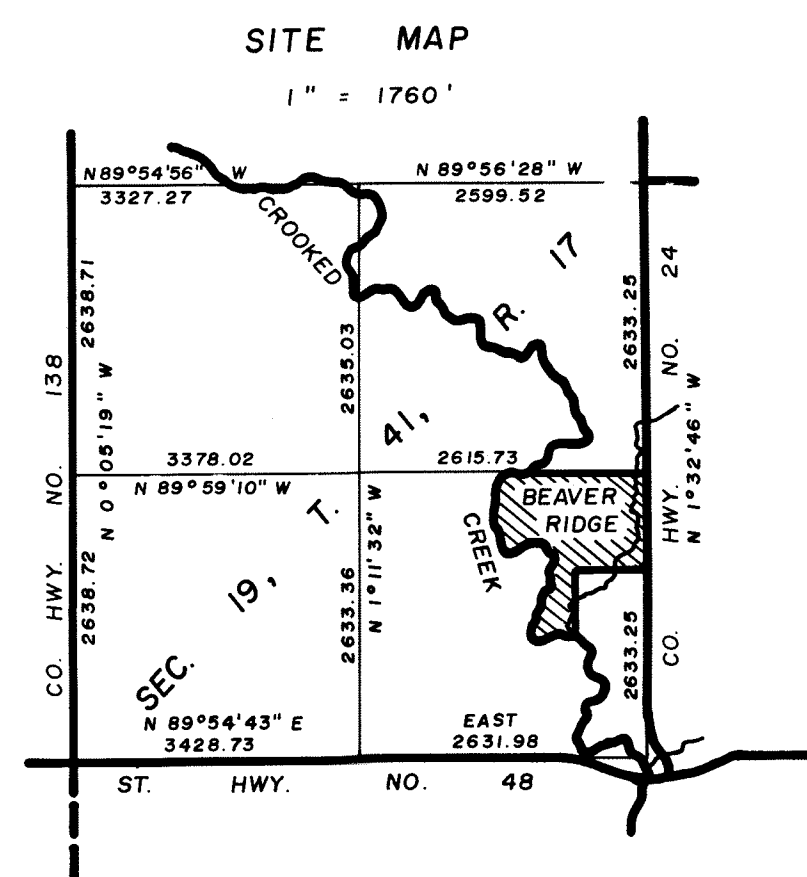 SITE MAP
1" = 1760'
N 89°54'56" W
3327.27
N 89°56'28" W
2599.52
CROOKED
CREEK
SEC. 19, T. 41, R. 17
2638.71
N 0°05'19" W
2638.72
CO. HWY. NO. 138
2635.03
2633.36
N 1°11'32" W
3378.02
N 89°59'10" W
2615.73
BEAVER
RIDGE
2633.25
2633.25
N 1°32'46" W
CO. HWY. NO. 24
N 89°54'43" E
3428.73
EAST
2631.98
ST. HWY. NO. 48